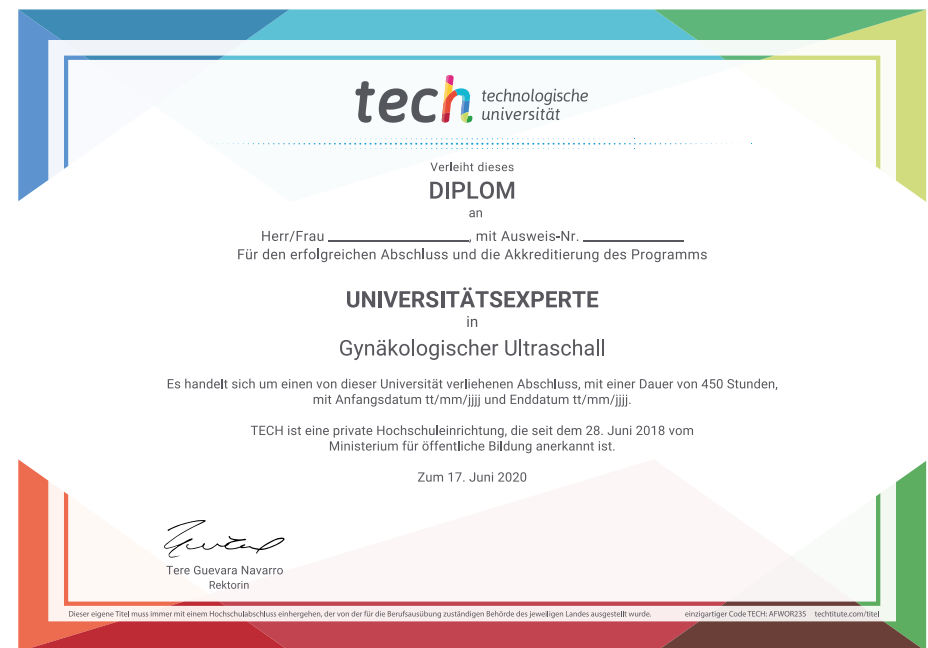 tech technologische
universität
Verleiht dieses
DIPLOM
an
Herr/Frau ____________________, mit Ausweis-Nr. ______________
Für den erfolgreichen Abschluss und die Akkreditierung des Programms
UNIVERSITÄTSEXPERTE
in
Gynäkologischer Ultraschall
Es handelt sich um einen von dieser Universität verliehenen Abschluss, mit einer Dauer von 450 Stunden,
mit Anfangsdatum tt/mm/jjjj und Enddatum tt/mm/jjjj.
TECH ist eine private Hochschuleinrichtung, die seit dem 28. Juni 2018 vom
Ministerium für öffentliche Bildung anerkannt ist.
Zum 17. Juni 2020
Tere Guevara Navarro
Rektorin
Dieser eigene Titel muss immer mit einem Hochschulabschluss einhergehen, der von der für die Berufsausübung zuständigen Behörde des jeweiligen Landes ausgestellt wurde. einzigartiger Code TECH: AFWOR23S techtitute.com/titel